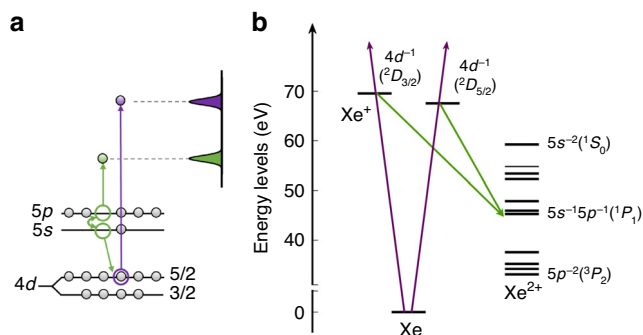 a
5p
5s
4d
5/2
3/2
b
Energy levels (eV)
70
60
50
40
0
4d⁻¹
(²D₃/₂)
4d⁻¹
(²D₅/₂)
Xe⁺
5s⁻²(¹S₀)
5s⁻¹5p⁻¹(¹P₁)
5p⁻²(³P₂)
Xe²⁺
Xe